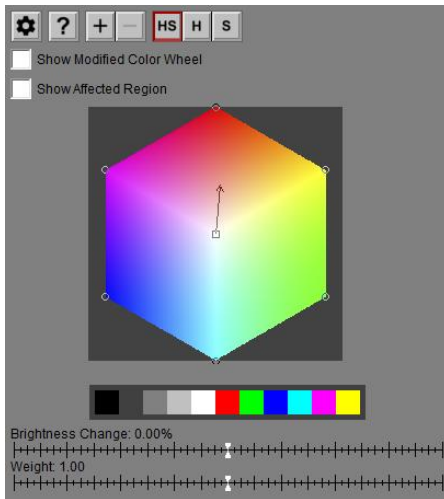 ? + − HS H S
Show Modified Color Wheel
Show Affected Region
Brightness Change: 0.00%
Weight: 1.00